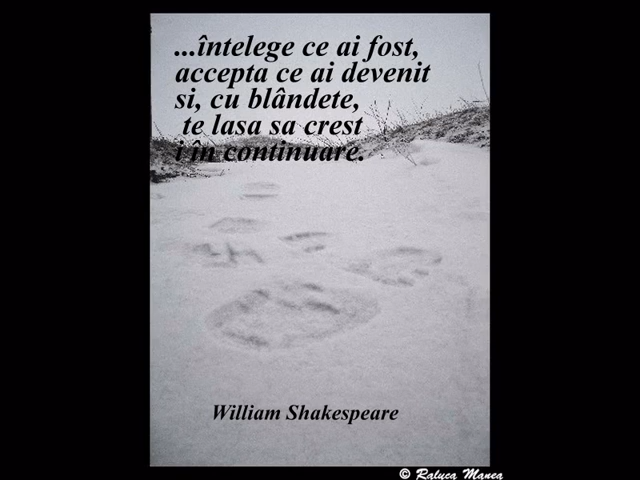 ...întelege ce ai fost,
accepta ce ai devenit
si, cu blândete,
te lasa sa crest
i în continuare.
William Shakespeare
© Raluca Manea